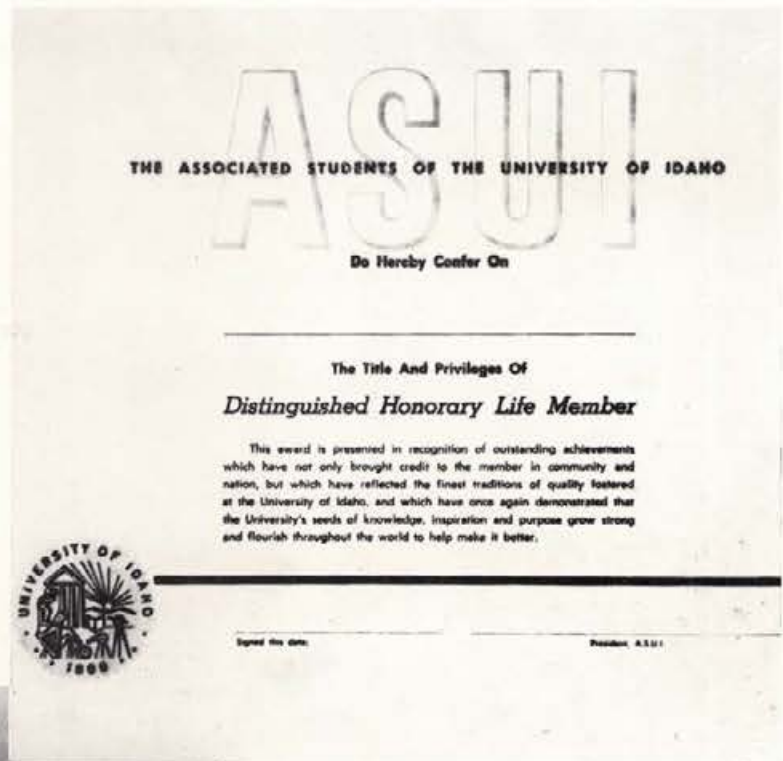 ASUI
THE ASSOCIATED STUDENTS OF THE UNIVERSITY OF IDAHO
Do Hereby Confer On
The Title And Privileges Of
Distinguished Honorary Life Member
This award is presented in recognition of outstanding achievements
which have not only brought credit to the member in community and
nation, but which have reflected the finest traditions of quality fostered
at the University of Idaho, and which have once again demonstrated that
the University's seeds of knowledge, inspiration and purpose grow strong
and flourish throughout the world to help make it better.
UNIVERSITY OF IDAHO
1889
Signed this date:
President, A.S.U.I.